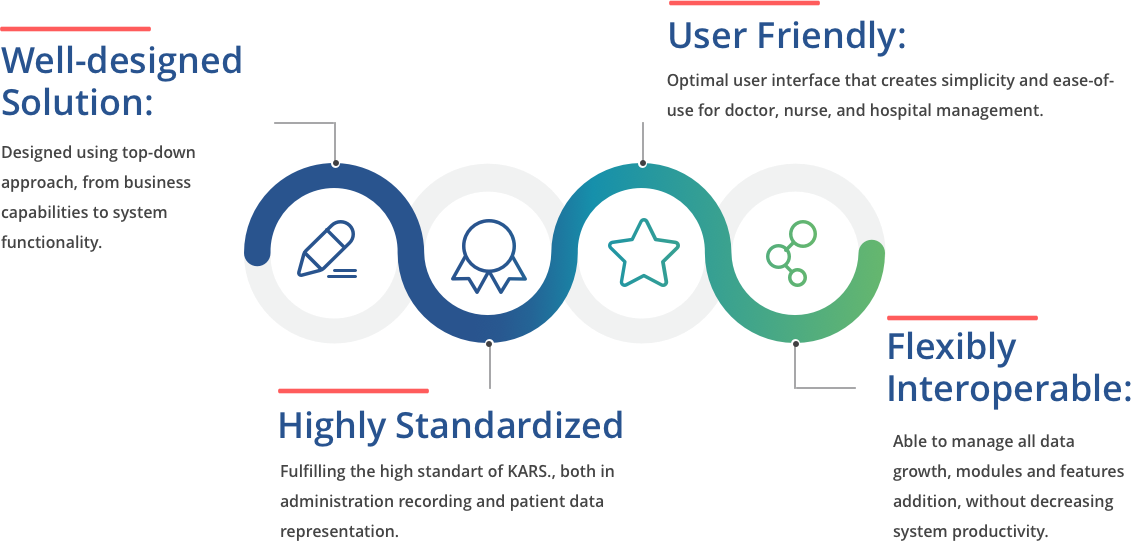 Well-designed
Solution:
Designed using top-down
approach, from business
capabilities to system
functionality.
Highly Standardized
Fulfilling the high standart of KARS., both in
administration recording and patient data
representation.
User Friendly:
Optimal user interface that creates simplicity and ease-of-
use for doctor, nurse, and hospital management.
Flexibly
Interoperable:
Able to manage all data
growth, modules and features
addition, without decreasing
system productivity.